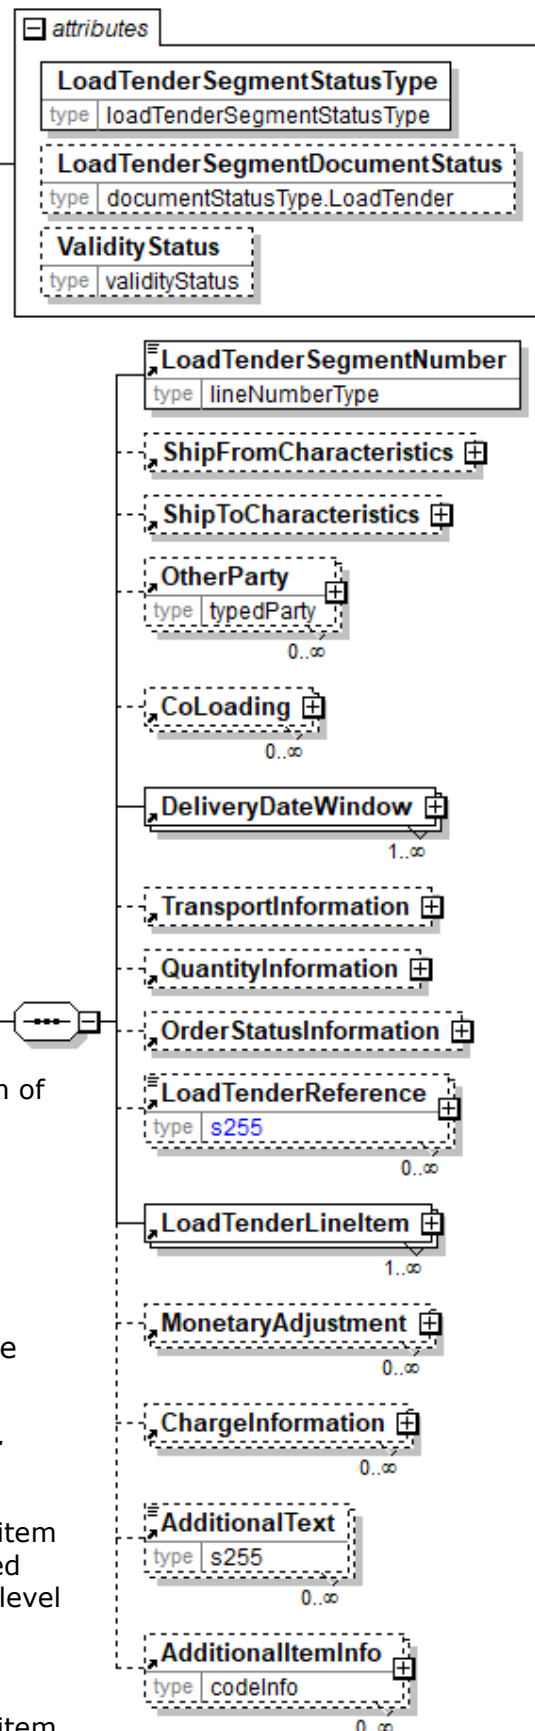 attributes
LoadTenderSegmentStatusType
type loadTenderSegmentStatusType
LoadTenderSegmentDocumentStatus
type documentStatusType.LoadTender
ValidityStatus
type validityStatus
LoadTenderSegmentNumber
type lineNumberType
ShipFromCharacteristics
ShipToCharacteristics
OtherParty
type typedParty
0..∞
CoLoading
0..∞
DeliveryDateWindow
1..∞
TransportInformation
QuantityInformation
OrderStatusInformation
n of
LoadTenderReference
type s255
0..∞
LoadTenderLineItem
1..∞
MonetaryAdjustment
e
0..∞
ChargeInformation
0..∞
AdditionalText
item
type s255
ed
level
0..∞
AdditionalItemInfo
type codeInfo
item
0..∞